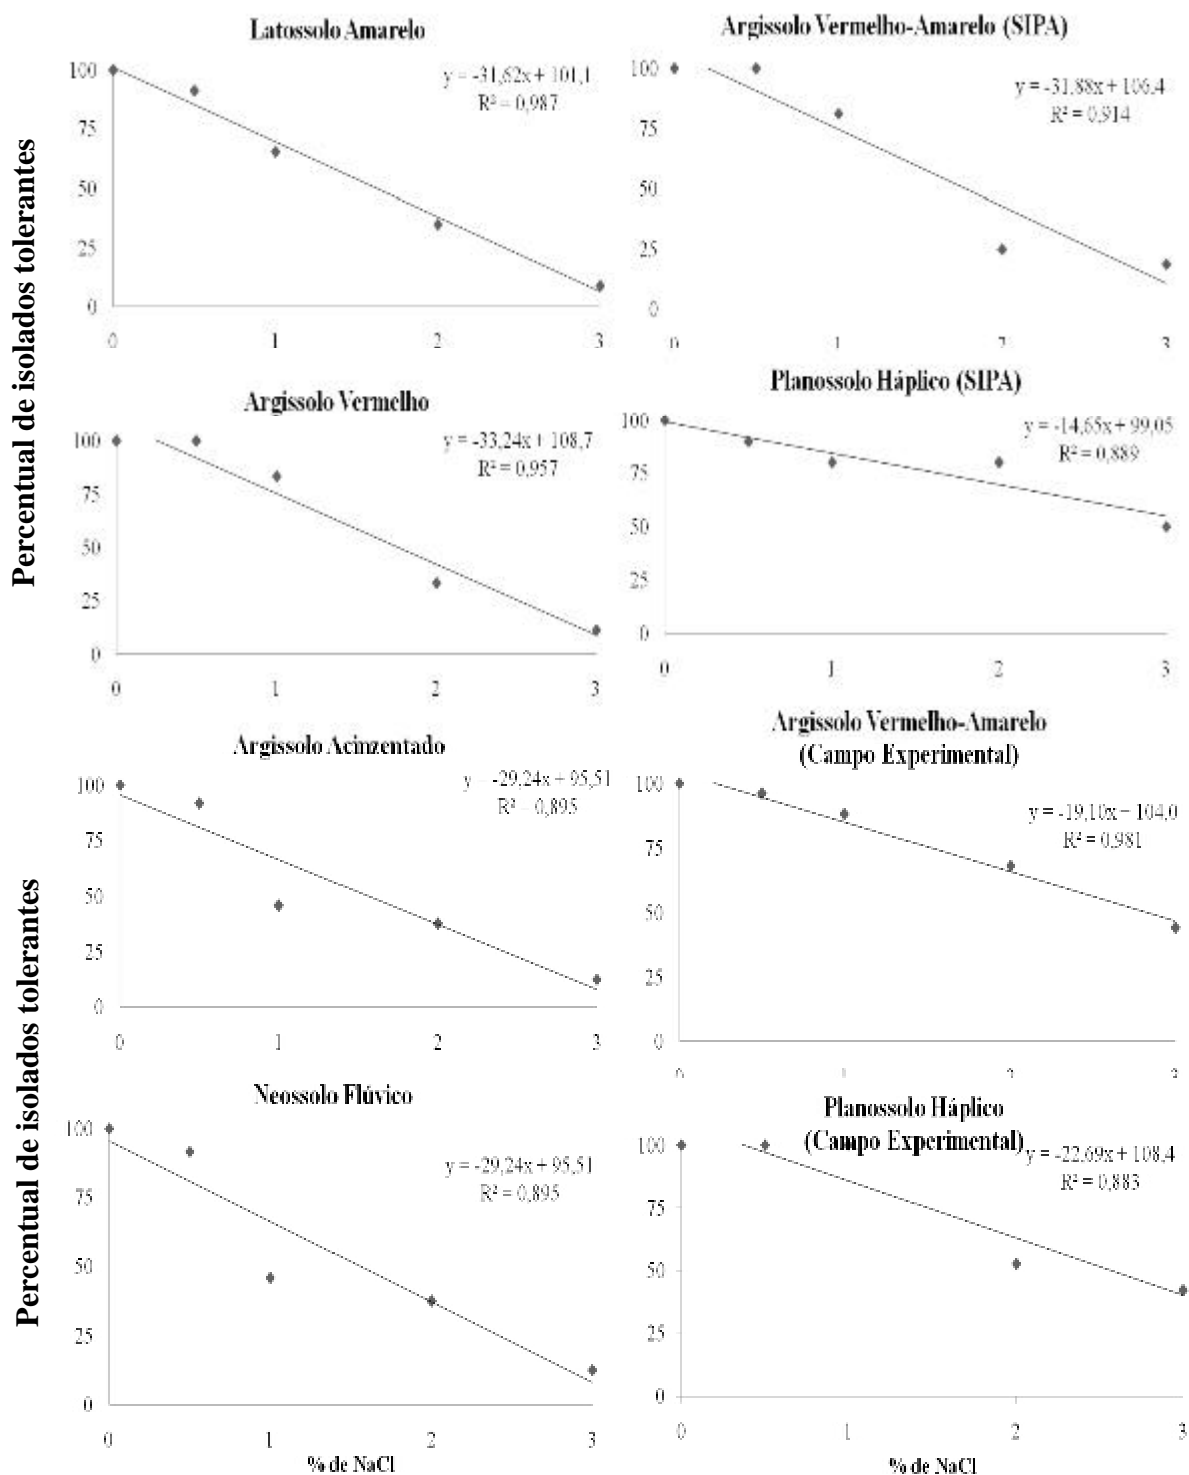 Percentual de isolados tolerantes
Latossolo Amarelo
y = -31,62x + 101,1
R² = 0,987
100
75
50
25
0
0 1 2 3
Argissolo Vermelho-Amarelo (SIPA)
y = -31,88x + 106,4
R² = 0,914
100
75
50
25
0
0 1 2 3
Argissolo Vermelho
y = -33,24x + 108,7
R² = 0,957
100
75
50
25
0
0 1 2 3
Planossolo Háplico (SIPA)
y = -14,65x + 99,05
R² = 0,889
100
75
50
25
0
0 1 2 3
Percentual de isolados tolerantes
Argissolo Acinzentado
y = -29,24x + 95,51
R² = 0,895
100
75
50
25
0
0 1 2 3
Argissolo Vermelho-Amarelo
(Campo Experimental)
y = -19,10x + 104,0
R² = 0,981
100
75
50
25
0
Neossolo Flúvico
y = -29,24x + 95,51
R² = 0,895
100
75
50
25
0
0 1 2 3
% de NaCl
Planossolo Háplico
(Campo Experimental)
y = -22,69x + 108,4
R² = 0,883
100
75
50
25
0
0 1 2 3
% de NaCl